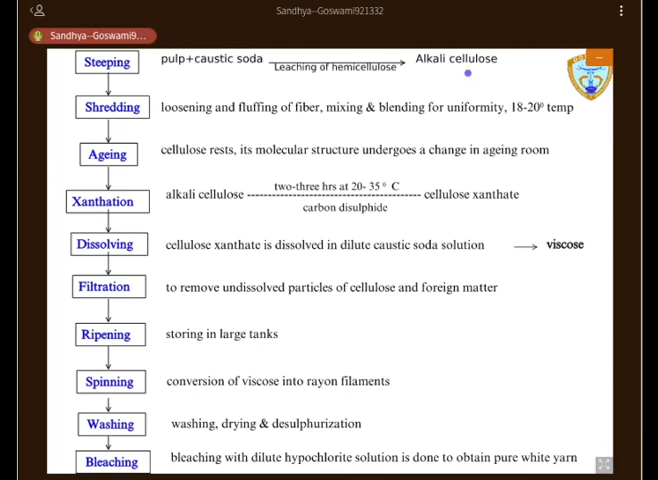 Sandhya--Goswami921332
Sandhya--Goswami9...
Steeping pulp+caustic soda Leaching of hemicellulose Alkali cellulose
Shredding loosening and fluffing of fiber, mixing & blending for uniformity, 18-20⁰ temp
Ageing cellulose rests, its molecular structure undergoes a change in ageing room
Xanthation alkali cellulose two-three hrs at 20- 35 ° C carbon disulphide cellulose xanthate
Dissolving cellulose xanthate is dissolved in dilute caustic soda solution viscose
Filtration to remove undissolved particles of cellulose and foreign matter
Ripening storing in large tanks
Spinning conversion of viscose into rayon filaments
Washing washing, drying & desulphurization
Bleaching bleaching with dilute hypochlorite solution is done to obtain pure white yarn